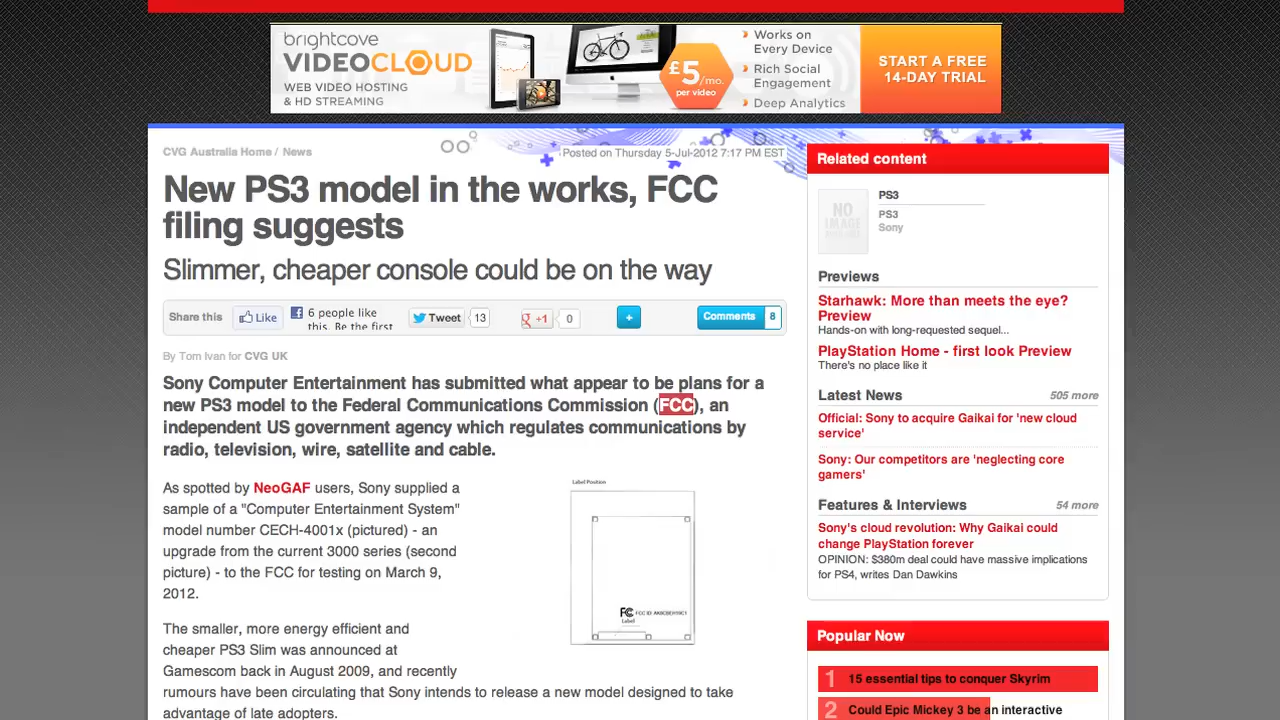 brightcove
VIDEOCLOUD
WEB VIDEO HOSTING
& HD STREAMING
£5/mo.
per video
Works on
Every Device
Rich Social
Engagement
Deep Analytics
START A FREE
14-DAY TRIAL
CVG Australia Home / News
Posted on Thursday 5-Jul-2012 7:17 PM EST
New PS3 model in the works, FCC
filing suggests
Slimmer, cheaper console could be on the way
Share this
Like
6 people like
this. Be the first
Tweet 13
+1 0
+
Comments 8
By Tom Ivan for CVG UK
Sony Computer Entertainment has submitted what appear to be plans for a
new PS3 model to the Federal Communications Commission (FCC), an
independent US government agency which regulates communications by
radio, television, wire, satellite and cable.
As spotted by NeoGAF users, Sony supplied a
sample of a "Computer Entertainment System"
model number CECH-4001x (pictured) - an
upgrade from the current 3000 series (second
picture) - to the FCC for testing on March 9,
2012.
Label Position
FCC ID:
Label
The smaller, more energy efficient and
cheaper PS3 Slim was announced at
Gamescom back in August 2009, and recently
rumours have been circulating that Sony intends to release a new model designed to take
advantage of late adopters.
Related content
NO
IMAGE
AVAILABLE
PS3
PS3
Sony
Previews
Starhawk: More than meets the eye?
Preview
Hands-on with long-requested sequel...
PlayStation Home - first look Preview
There's no place like it
Latest News 505 more
Official: Sony to acquire Gaikai for 'new cloud
service'
Sony: Our competitors are 'neglecting core
gamers'
Features & Interviews 54 more
Sony's cloud revolution: Why Gaikai could
change PlayStation forever
OPINION: $380m deal could have massive implications
for PS4, writes Dan Dawkins
Popular Now
1 15 essential tips to conquer Skyrim
2 Could Epic Mickey 3 be an interactive